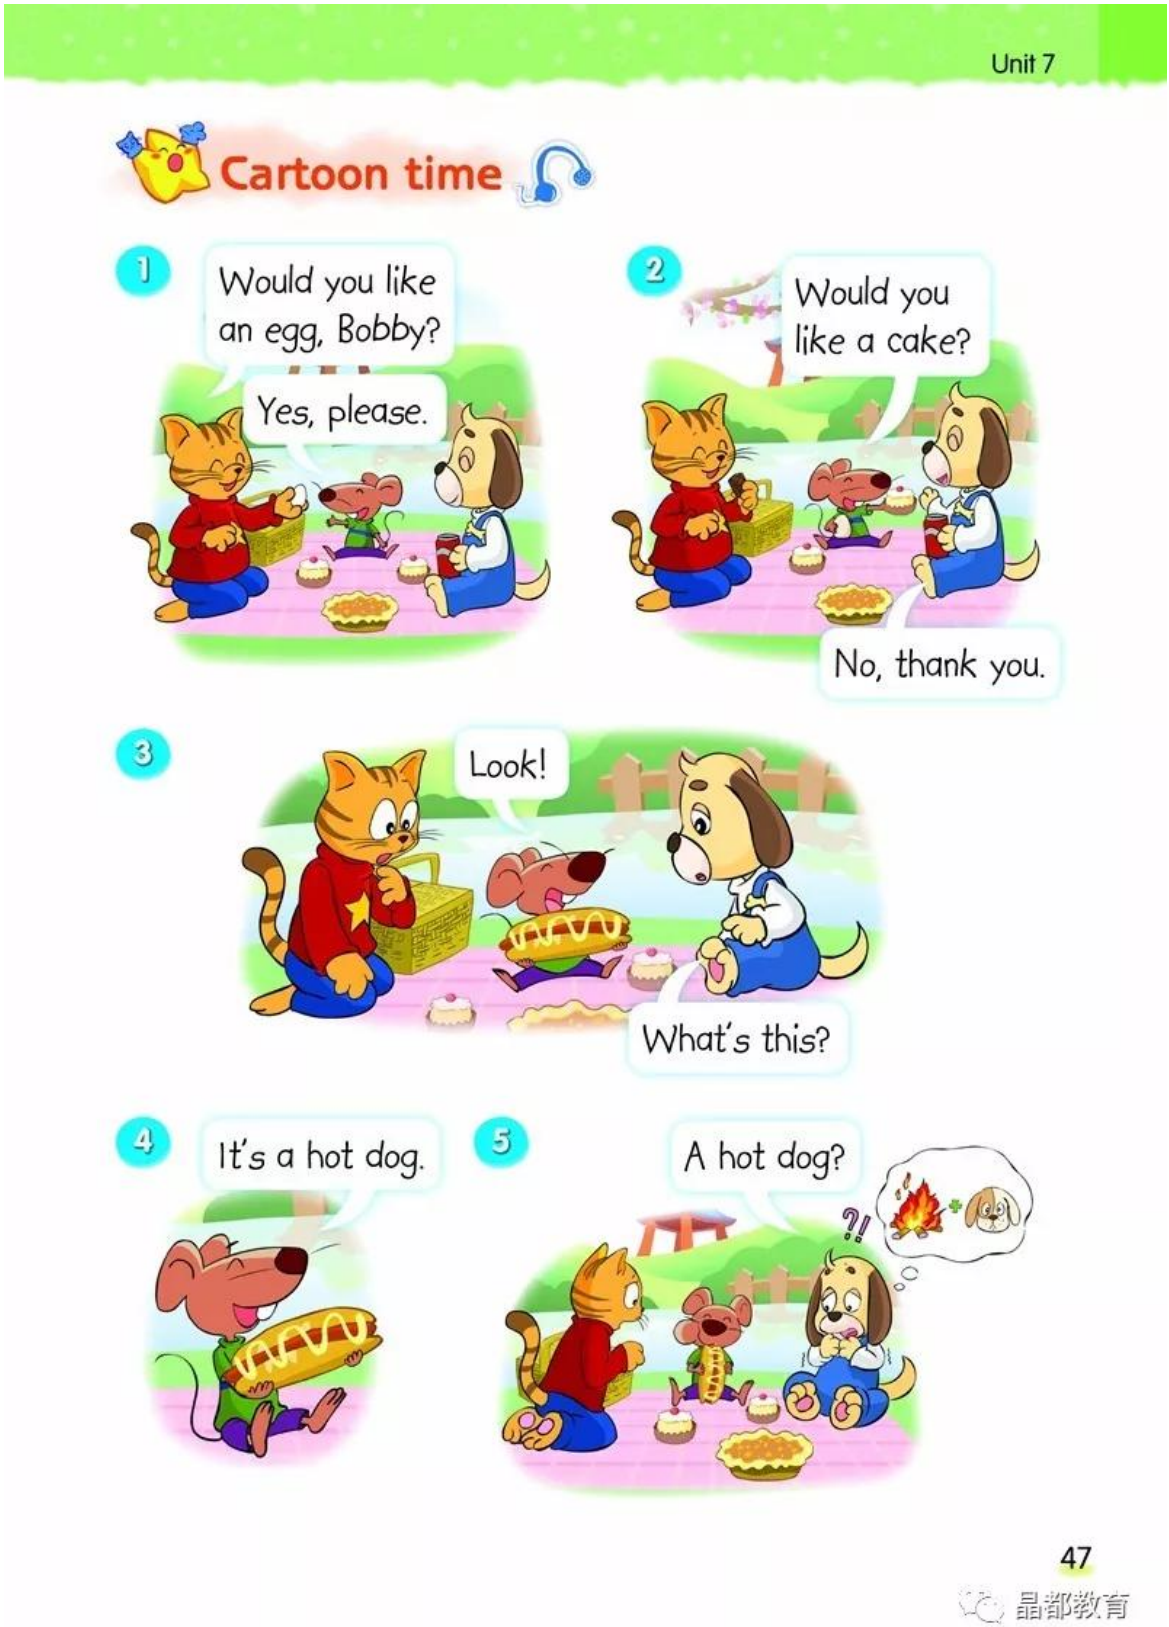 Unit 7
Cartoon time
1
Would you like
an egg, Bobby?
Yes, please.
2
Would you
like a cake?
No, thank you.
3
Look!
What's this?
4
It's a hot dog.
5
A hot dog?
?!
47
晶都教育